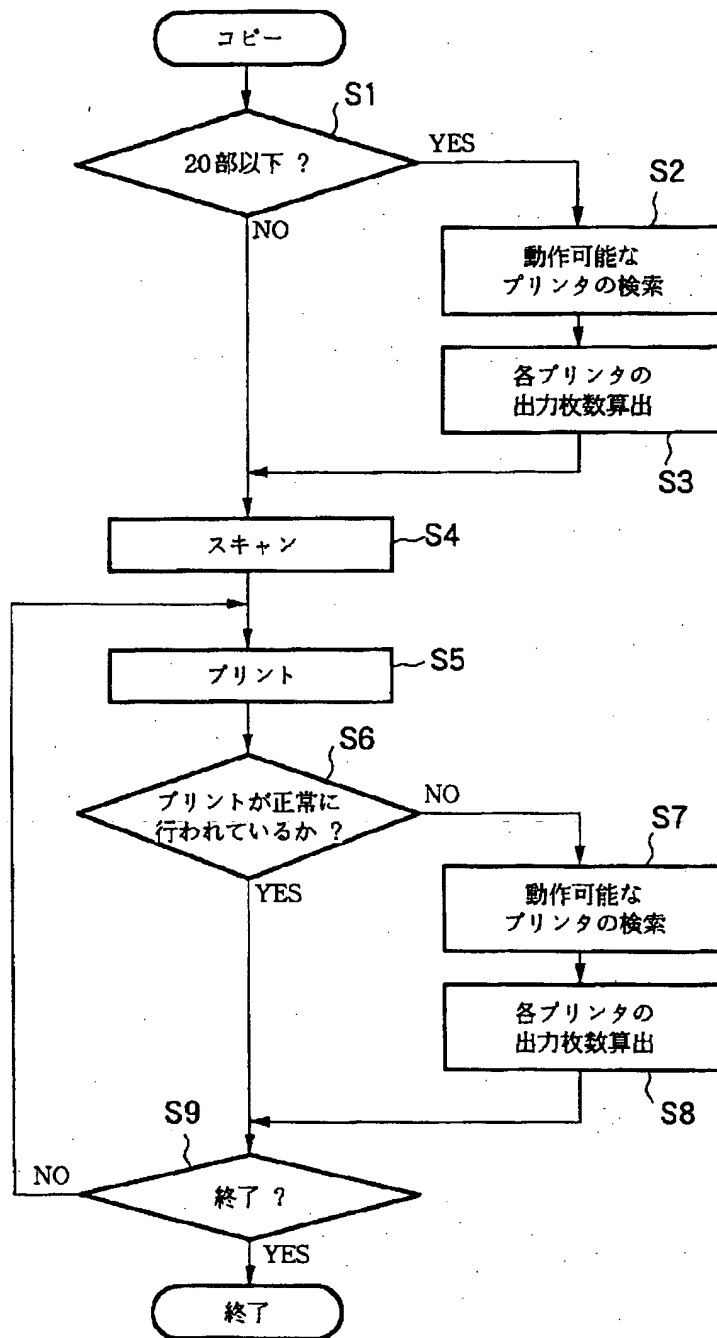 コピー
S1
20部以下 ?
YES
NO
S2
動作可能な
プリンタの検索
各プリンタの
出力枚数算出
S3
スキャン
S4
プリント
S5
S6
プリントが正常に
行われているか ?
NO
YES
S7
動作可能な
プリンタの検索
各プリンタの
出力枚数算出
S8
S9
終了 ?
NO
YES
終了